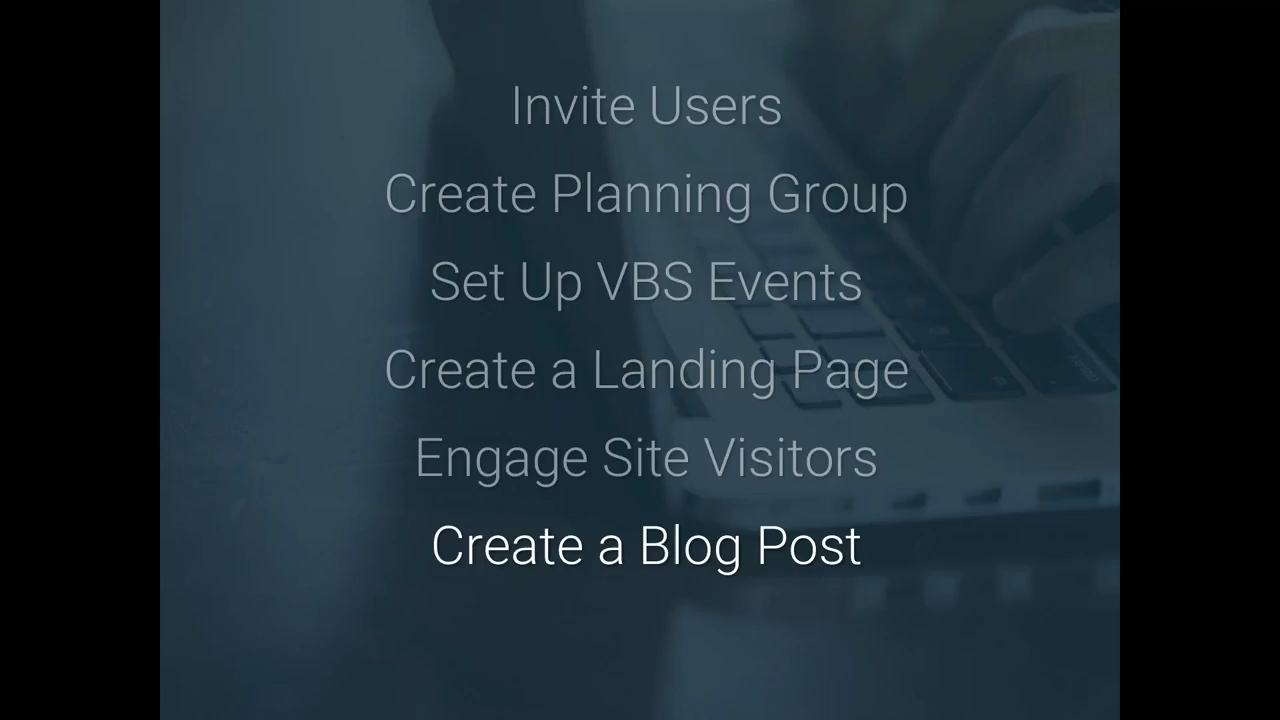 Invite Users
Create Planning Group
Set Up VBS Events
Create a Landing Page
Engage Site Visitors
Create a Blog Post